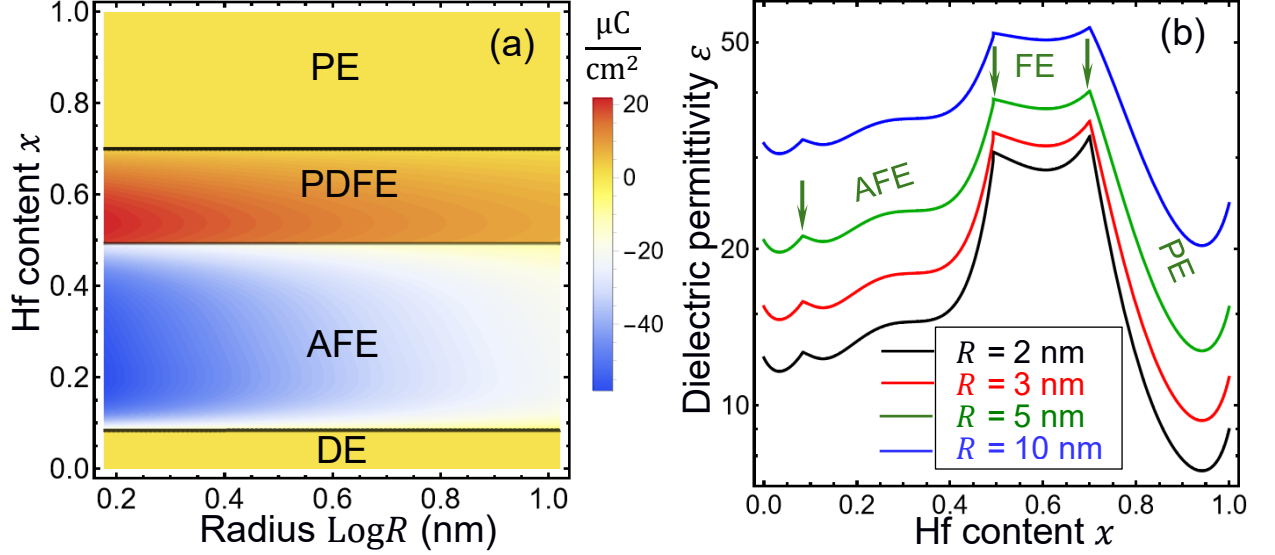 (a)
PE
PDFE
AFE
DE
1.0
0.8
0.6
0.4
0.2
0.0
Hf content x
0.2 0.4 0.6 0.8 1.0
Radius LogR (nm)
μC
cm²
20
0
−20
−40
(b)
50
20
10
Dielectric permittivity ε
FE
AFE
PE
R = 2 nm
R = 3 nm
R = 5 nm
R = 10 nm
0.0 0.2 0.4 0.6 0.8 1.0
Hf content x